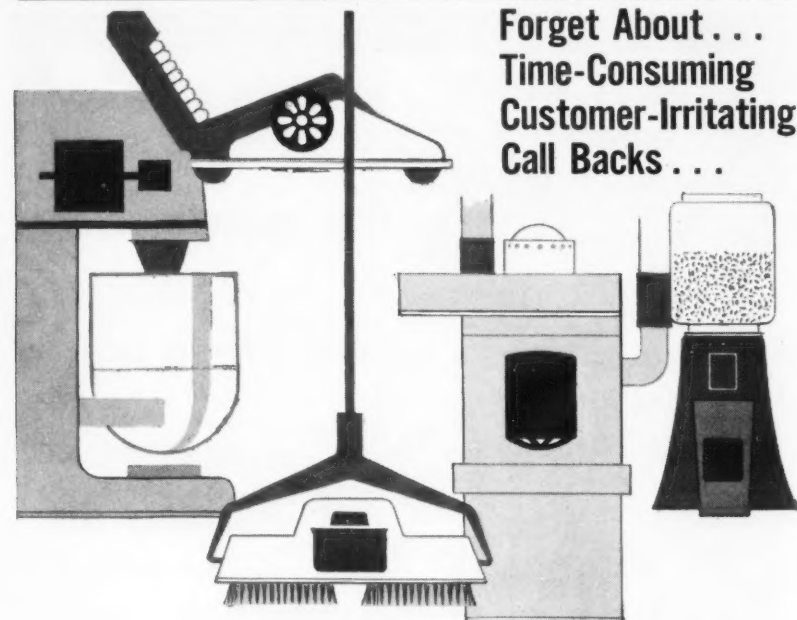 Forget About . . .
Time-Consuming
Customer-Irritating
Call Backs . . .